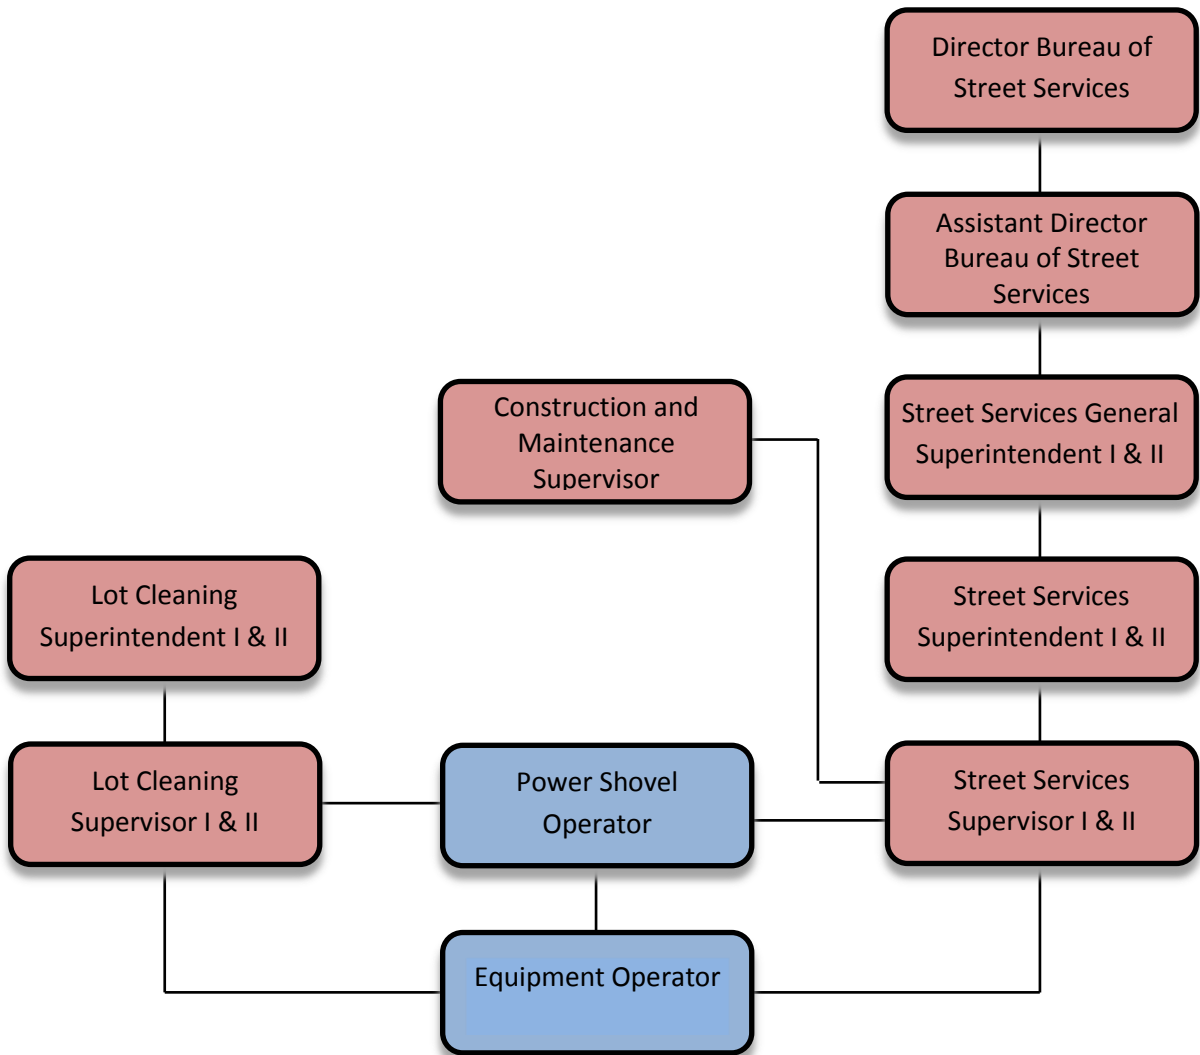 Director Bureau of
Street Services
Assistant Director
Bureau of Street
Services
Construction and
Maintenance
Supervisor
Street Services General
Superintendent I & II
Lot Cleaning
Superintendent I & II
Street Services
Superintendent I & II
Lot Cleaning
Supervisor I & II
Power Shovel
Operator
Street Services
Supervisor I & II
Equipment Operator